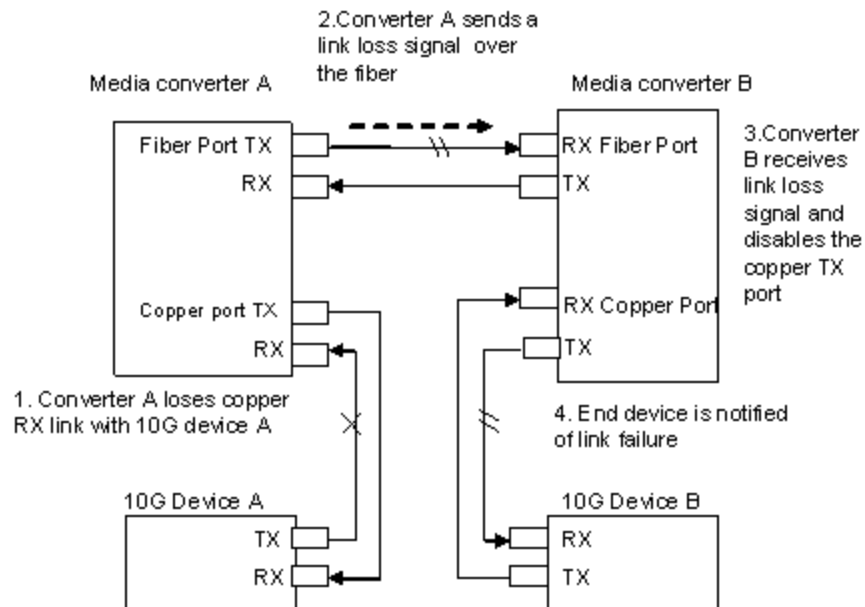 2.Converter A sends a
link loss signal over
the fiber
Media converter A
Media converter B
Fiber Port TX
RX
RX Fiber Port
TX
3.Converter
B receives
link loss
signal and
disables the
copper TX
port
Copper port TX
RX
RX Copper Port
TX
1. Converter A loses copper
RX link with 10G device A
4. End device is notified
of link failure
10G Device A
TX
RX
10G Device B
RX
TX